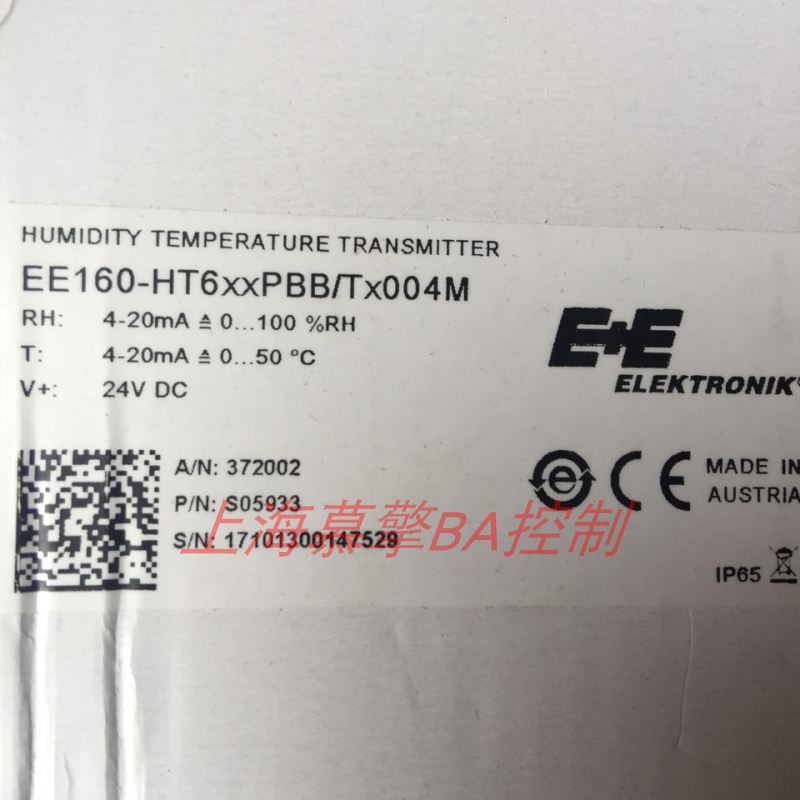 HUMIDITY TEMPERATURE TRANSMITTER
EE160-HT6xxPBB/Tx004M
RH: 4-20mA ≙ 0...100 %RH
T: 4-20mA ≙ 0...50 °C
V+: 24V DC
E+E
ELEKTRONIK®
A/N: 372002
P/N: S05933
S/N: 17101300147529
上海慕擎BA控制
e
CE
MADE IN
AUSTRIA
IP65